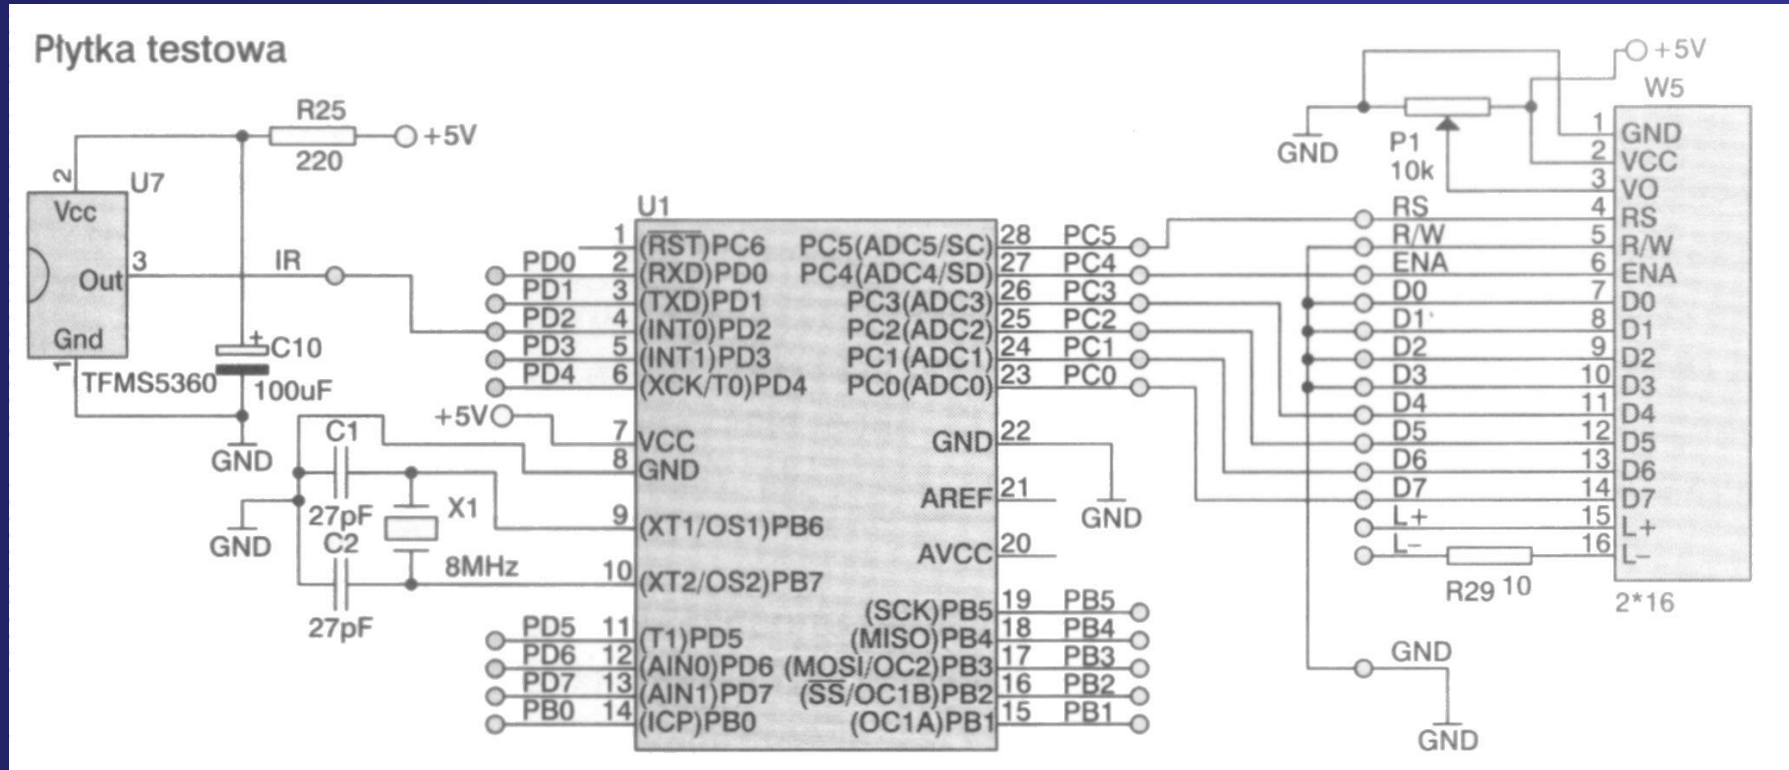 Płytka testowa
R25
+5V
220
2
U7
Vcc
3
IR
Out
Gnd
1
TFMS5360
+
C10
100uF
GND
U1
1 (RST)PC6
PD0 2 (RXD)PD0
PD1 3 (TXD)PD1
PD2 4 (INT0)PD2
PD3 5 (INT1)PD3
PD4 6 (XCK/T0)PD4
+5V
7 VCC
8 GND
C1
27pF
X1
9 (XT1/OS1)PB6
GND
C2
8MHz
10 (XT2/OS2)PB7
27pF
PD5 11 (T1)PD5
PD6 12 (AIN0)PD6
PD7 13 (AIN1)PD7
PB0 14 (ICP)PB0
PC5(ADC5/SC) 28 PC5
PC4(ADC4/SD) 27 PC4
PC3(ADC3) 26 PC3
PC2(ADC2) 25 PC2
PC1(ADC1) 24 PC1
PC0(ADC0) 23 PC0
GND 22
AREF 21
GND
AVCC 20
(SCK)PB5 19 PB5
(MISO)PB4 18 PB4
(MOSI/OC2)PB3 17 PB3
(SS/OC1B)PB2 16 PB2
(OC1A)PB1 15 PB1
+5V
W5
GND
P1
10k
1 GND
2 VCC
3 VO
RS 4 RS
R/W 5 R/W
ENA 6 ENA
D0 7 D0
D1 8 D1
D2 9 D2
D3 10 D3
D4 11 D4
D5 12 D5
D6 13 D6
D7 14 D7
L+ 15 L+
L- 16 L-
R29 10
2*16
GND
GND